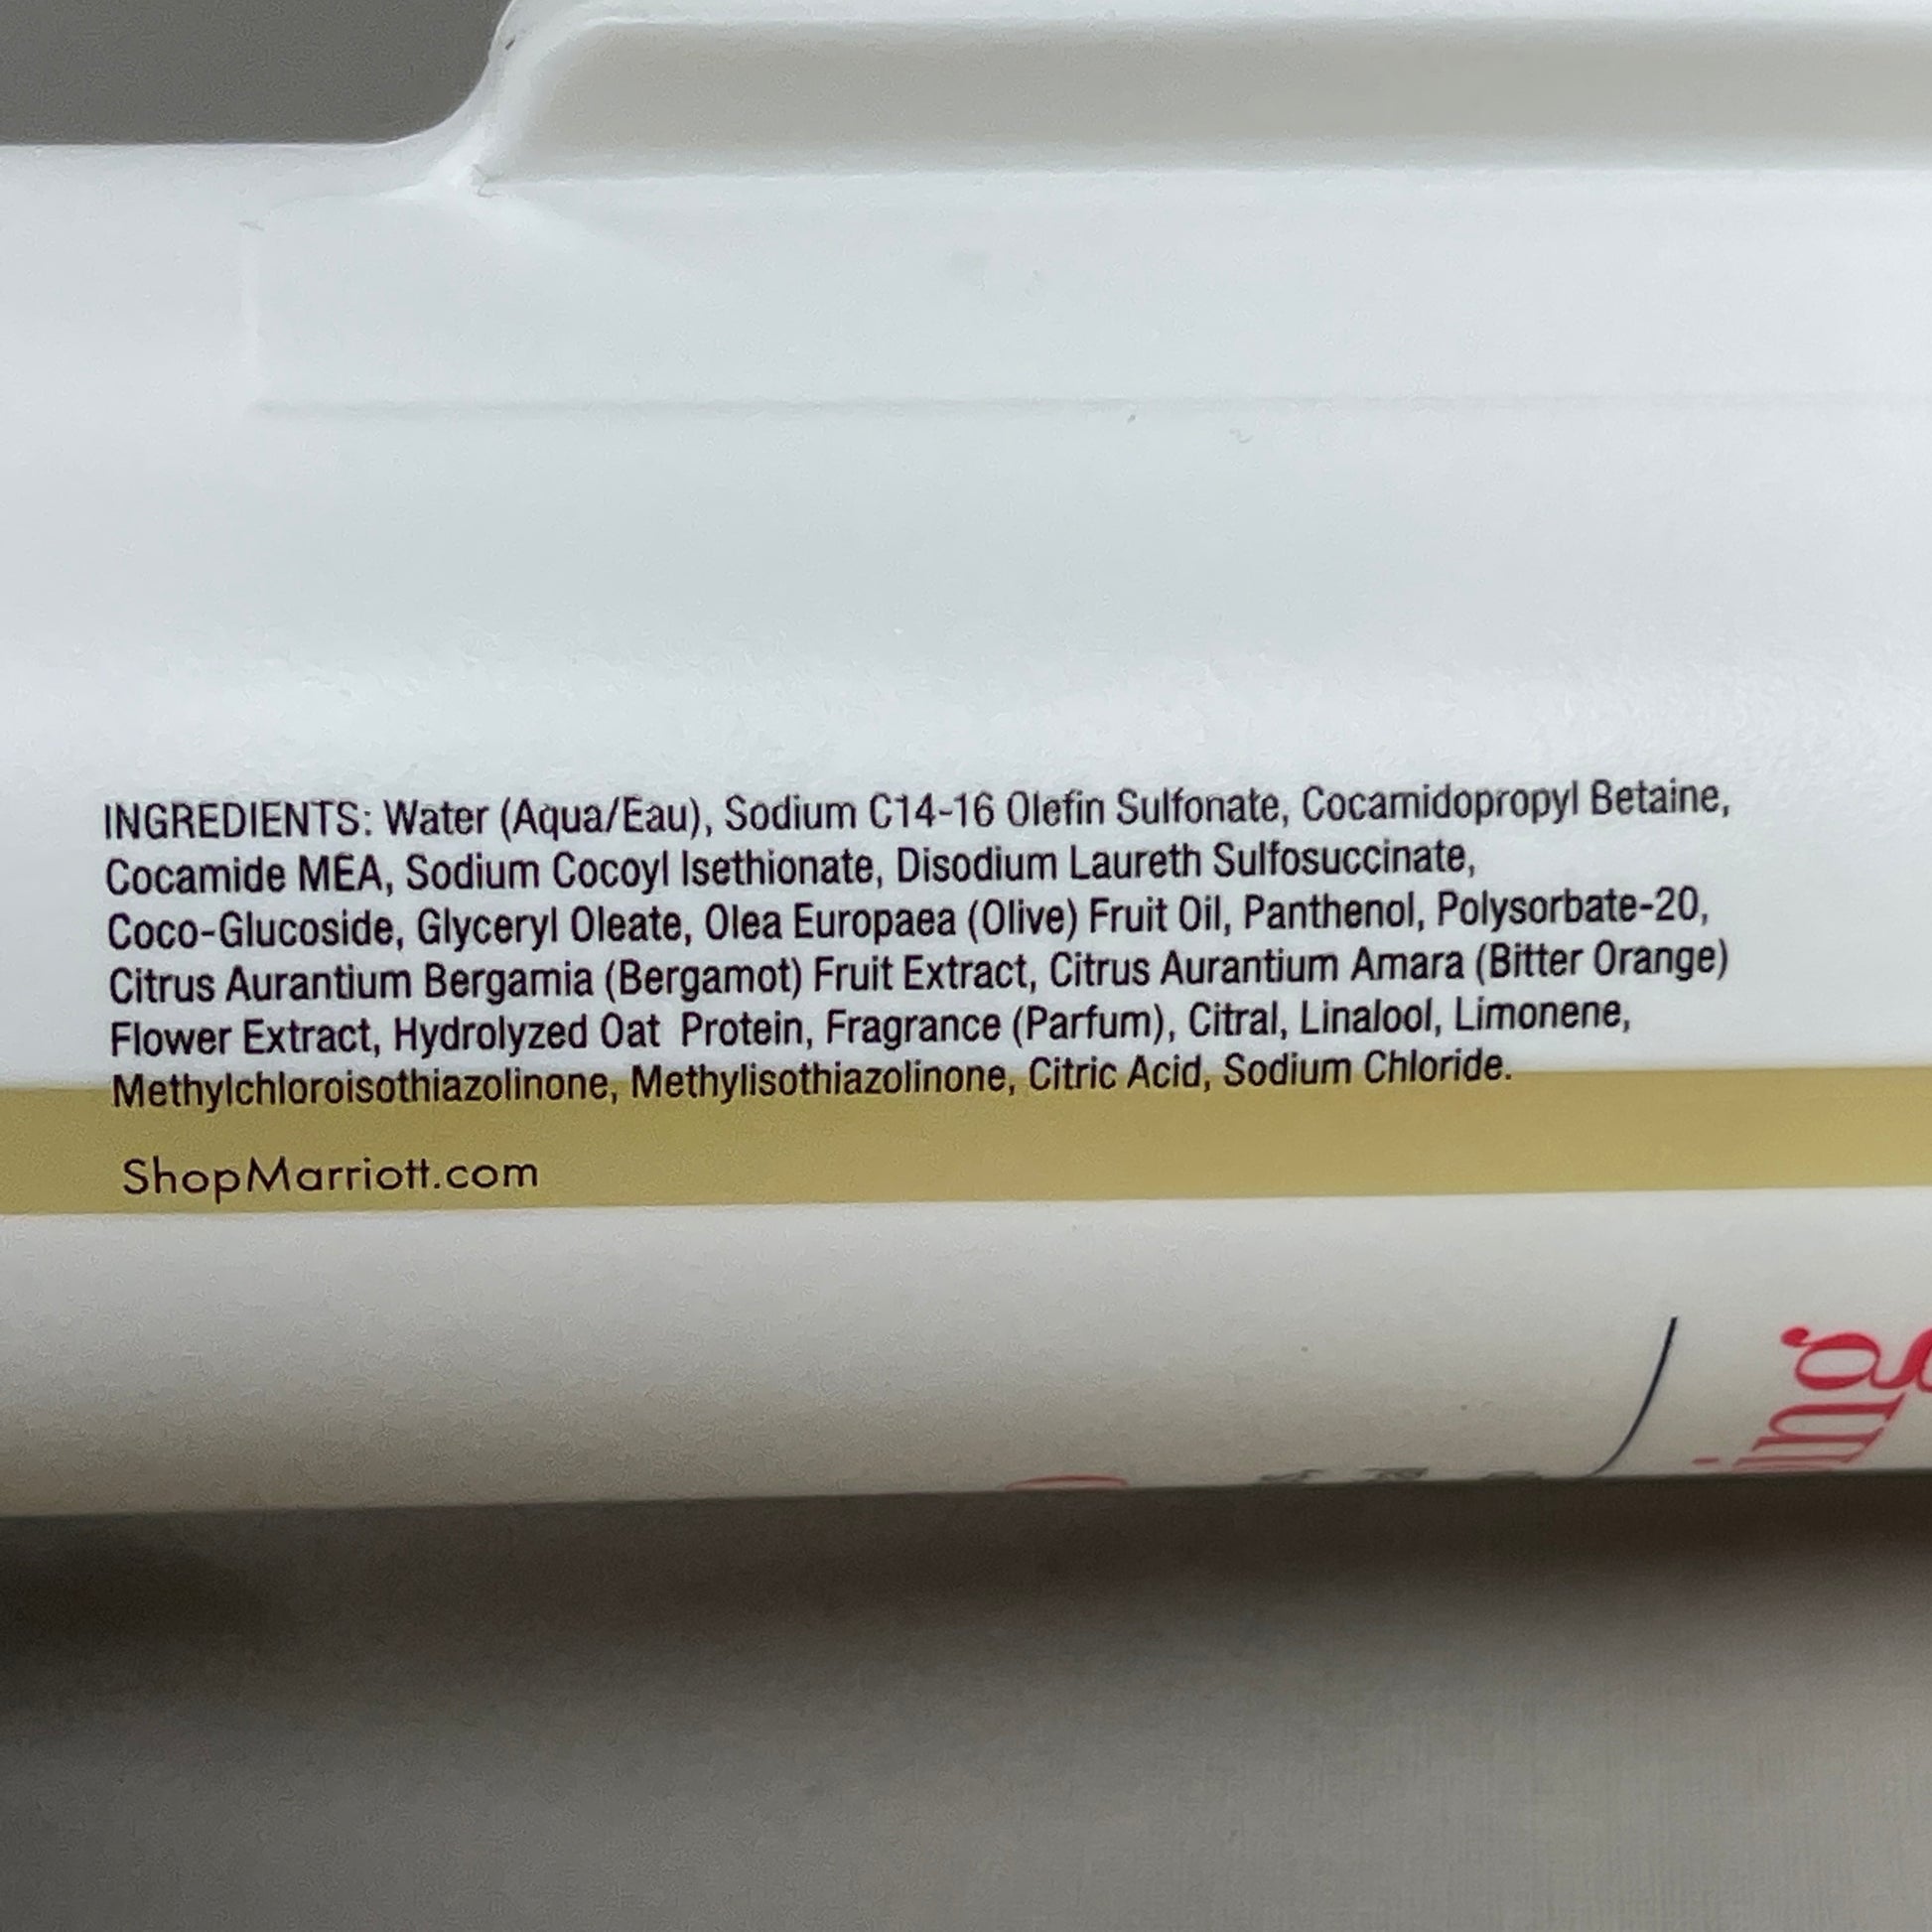 INGREDIENTS: Water (Aqua/Eau), Sodium C14-16 Olefin Sulfonate, Cocamidopropyl Betaine,
Cocamide MEA, Sodium Cocoyl Isethionate, Disodium Laureth Sulfosuccinate,
Coco-Glucoside, Glyceryl Oleate, Olea Europaea (Olive) Fruit Oil, Panthenol, Polysorbate-20,
Citrus Aurantium Bergamia (Bergamot) Fruit Extract, Citrus Aurantium Amara (Bitter Orange)
Flower Extract, Hydrolyzed Oat Protein, Fragrance (Parfum), Citral, Linalool, Limonene,
Methylchloroisothiazolinone, Methylisothiazolinone, Citric Acid, Sodium Chloride.
ShopMarriott.com